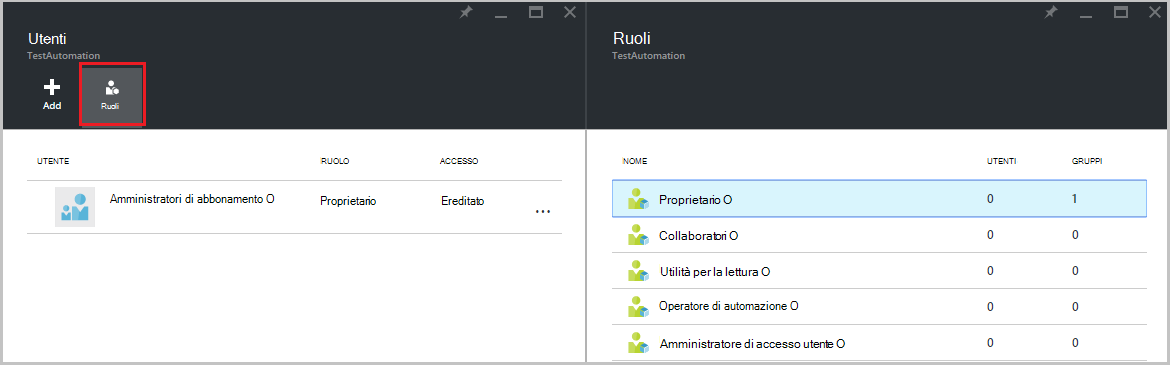 Utenti
TestAutomation
Add
Ruoli
UTENTE RUOLO ACCESSO
Amministratori di abbonamento O Proprietario Ereditato ...
Ruoli
TestAutomation
NOME UTENTI GRUPPI
Proprietario O 0 1
Collaboratori O 0 0
Utilità per la lettura O 0 0
Operatore di automazione O 0 0
Amministratore di accesso utente O 0 0